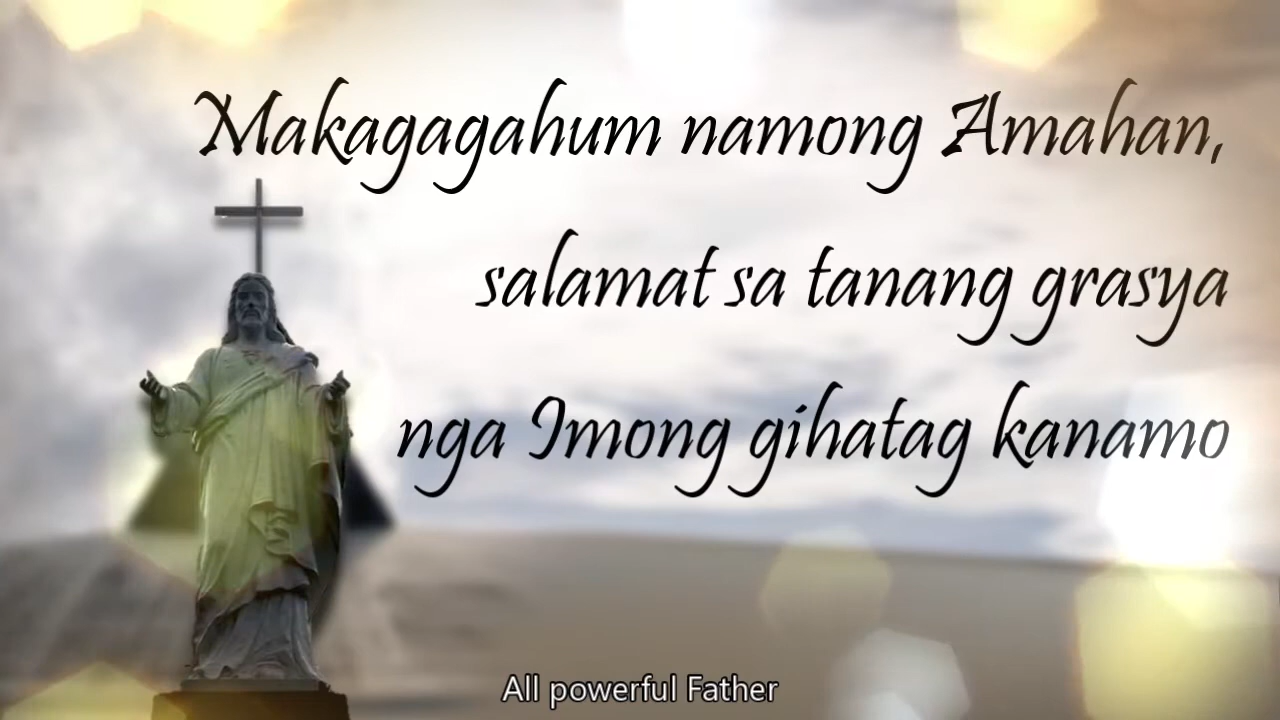 Makagagahum namong Amahan,
salamat sa tanang grasya
nga Imong gihatag kanamo
All powerful Father